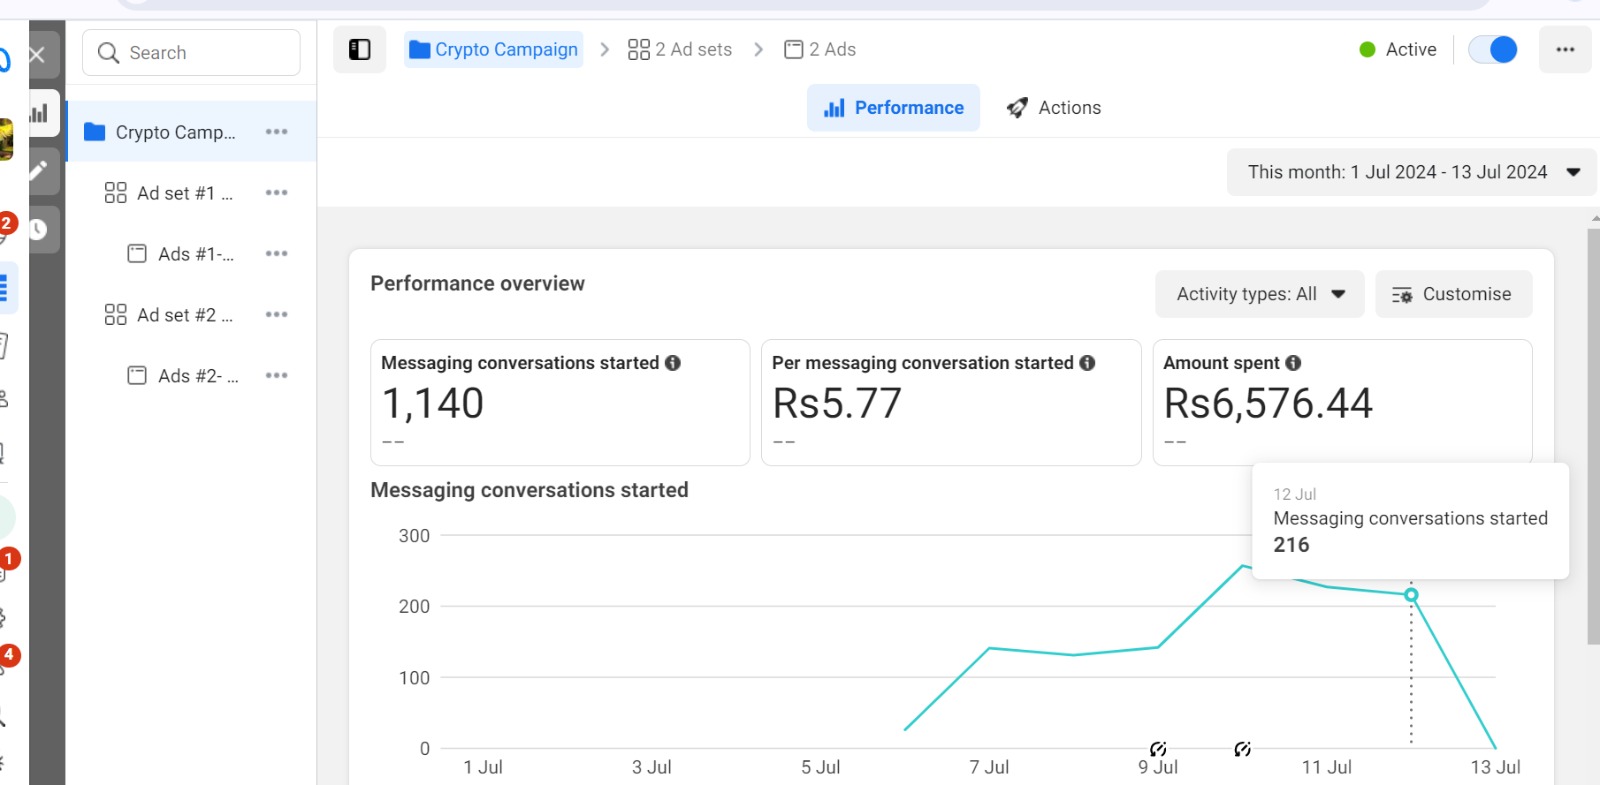 Search
Crypto Campaign
2 Ad sets
2 Ads
Active
Performance
Actions
Crypto Camp...
Ad set #1 ...
Ads #1-...
Ad set #2 ...
Ads #2- ...
2
1
4
This month: 1 Jul 2024 - 13 Jul 2024
Performance overview
Activity types: All
Customise
Messaging conversations started
1,140
--
Per messaging conversation started
Rs5.77
--
Amount spent
Rs6,576.44
--
Messaging conversations started
12 Jul
Messaging conversations started
216
300
200
100
0
1 Jul
3 Jul
5 Jul
7 Jul
9 Jul
11 Jul
13 Jul